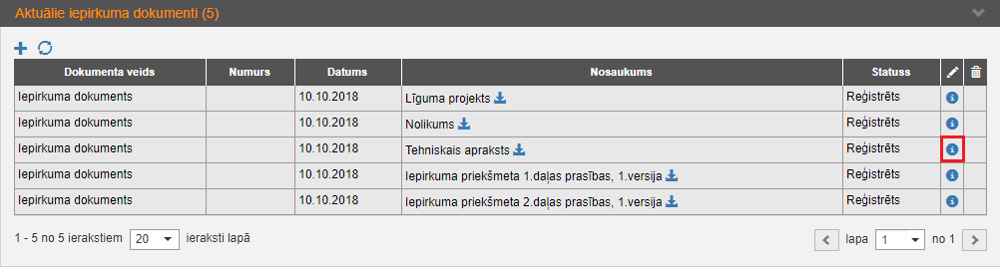 Aktuālie iepirkuma dokumenti (5)
Dokumenta veids Numurs Datums Nosaukums Statuss
Iepirkuma dokuments 10.10.2018 Līguma projekts Reģistrēts
Iepirkuma dokuments 10.10.2018 Nolikums Reģistrēts
Iepirkuma dokuments 10.10.2018 Tehniskais apraksts Reģistrēts
Iepirkuma dokuments 10.10.2018 Iepirkuma priekšmeta 1.daļas prasības, 1.versija Reģistrēts
Iepirkuma dokuments 10.10.2018 Iepirkuma priekšmeta 2.daļas prasības, 1.versija Reģistrēts
1 - 5 no 5 ierakstiem 20 ieraksti lapā lapa 1 no 1